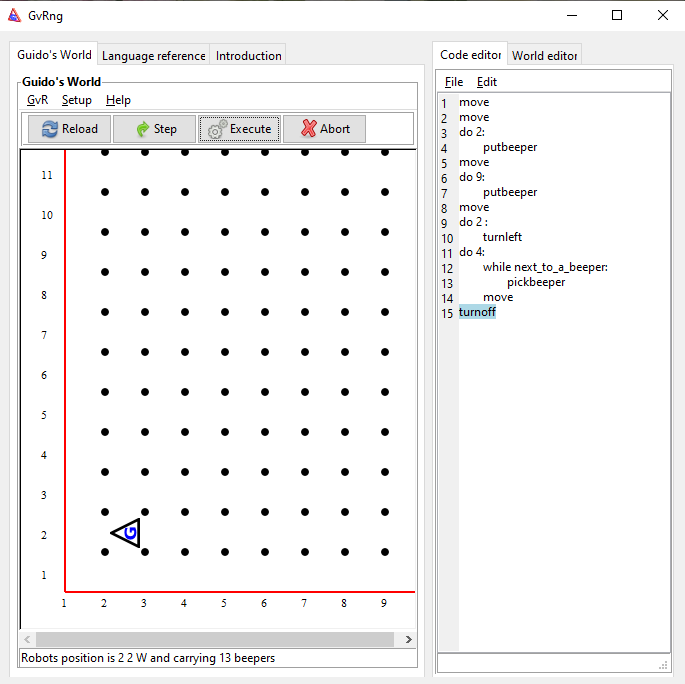 GvRng
Guido's World Language reference Introduction
Guido's World
GvR Setup Help
Reload Step Execute Abort
11
10
9
8
7
6
5
4
3
2
1
G
1 2 3 4 5 6 7 8 9
Robots position is 2 2 W and carrying 13 beepers
Code editor World editor
File Edit
1 move
2 move
3 do 2:
4 putbeeper
5 move
6 do 9:
7 putbeeper
8 move
9 do 2 :
10 turnleft
11 do 4:
12 while next_to_a_beeper:
13 pickbeeper
14 move
15 turnoff